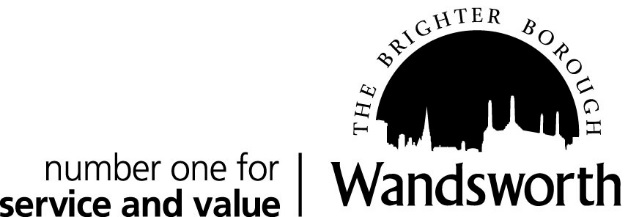 THE BRIGHTER BOROUGH
number one for
service and value
Wandsworth